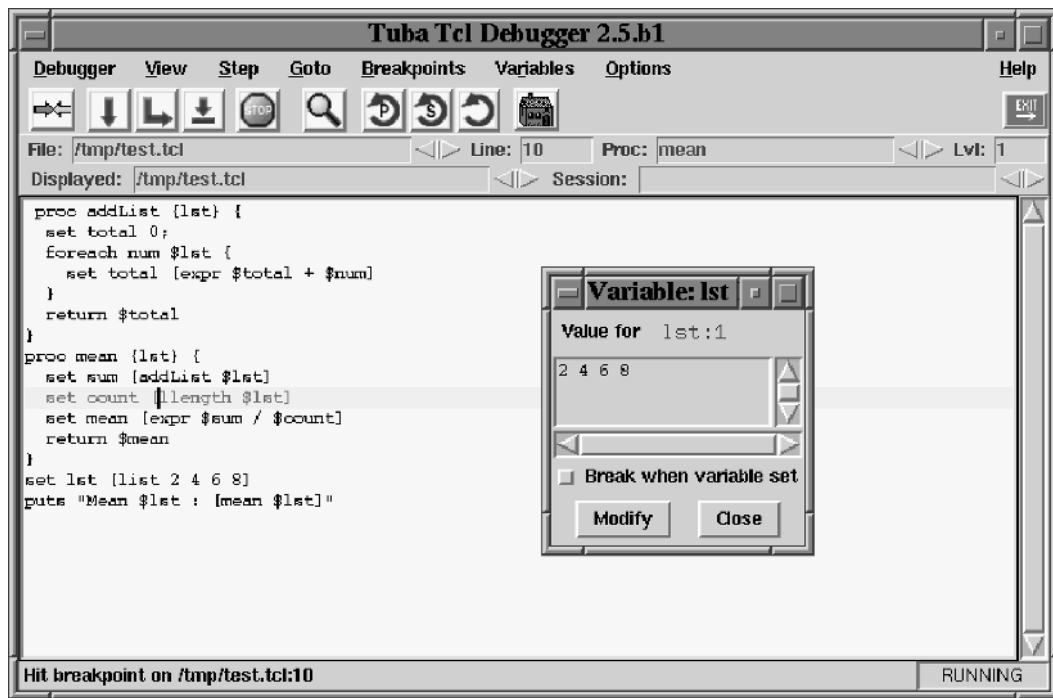 Tuba Tcl Debugger 2.5.b1
Debugger View Step Goto Breakpoints Variables Options Help
STOP P S EXIT
File: /tmp/test.tcl Line: 10 Proc: mean Lvl: 1
Displayed: /tmp/test.tcl Session:
proc addList {lst} {
set total 0;
foreach num $lst {
set total [expr $total + $num]
}
return $total
}
proc mean {lst} {
set sum [addList $lst]
set count [llength $lst]
set mean [expr $sum / $count]
return $mean
}
set lst [list 2 4 6 8]
puts "Mean $lst : [mean $lst]"
Variable: lst
Value for lst:1
2 4 6 8
Break when variable set
Modify Close
Hit breakpoint on /tmp/test.tcl:10 RUNNING